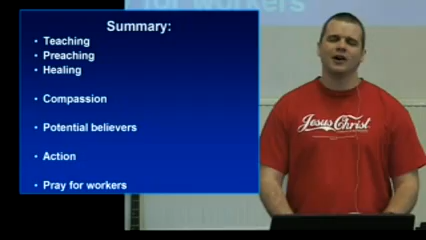 for workers
Summary:
• Teaching
• Preaching
• Healing
• Compassion
• Potential believers
• Action
• Pray for workers
Jesus Christ